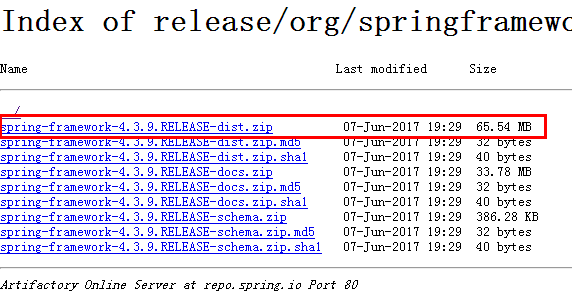 Index of release/org/springframewo
Name Last modified Size
../
spring-framework-4.3.9.RELEASE-dist.zip 07-Jun-2017 19:29 65.54 MB
spring-framework-4.3.9.RELEASE-dist.zip.md5 07-Jun-2017 19:29 32 bytes
spring-framework-4.3.9.RELEASE-dist.zip.sha1 07-Jun-2017 19:29 40 bytes
spring-framework-4.3.9.RELEASE-docs.zip 07-Jun-2017 19:29 33.78 MB
spring-framework-4.3.9.RELEASE-docs.zip.md5 07-Jun-2017 19:29 32 bytes
spring-framework-4.3.9.RELEASE-docs.zip.sha1 07-Jun-2017 19:29 40 bytes
spring-framework-4.3.9.RELEASE-schema.zip 07-Jun-2017 19:29 386.28 KB
spring-framework-4.3.9.RELEASE-schema.zip.md5 07-Jun-2017 19:29 32 bytes
spring-framework-4.3.9.RELEASE-schema.zip.sha1 07-Jun-2017 19:29 40 bytes
Artifactory Online Server at repo.spring.io Port 80